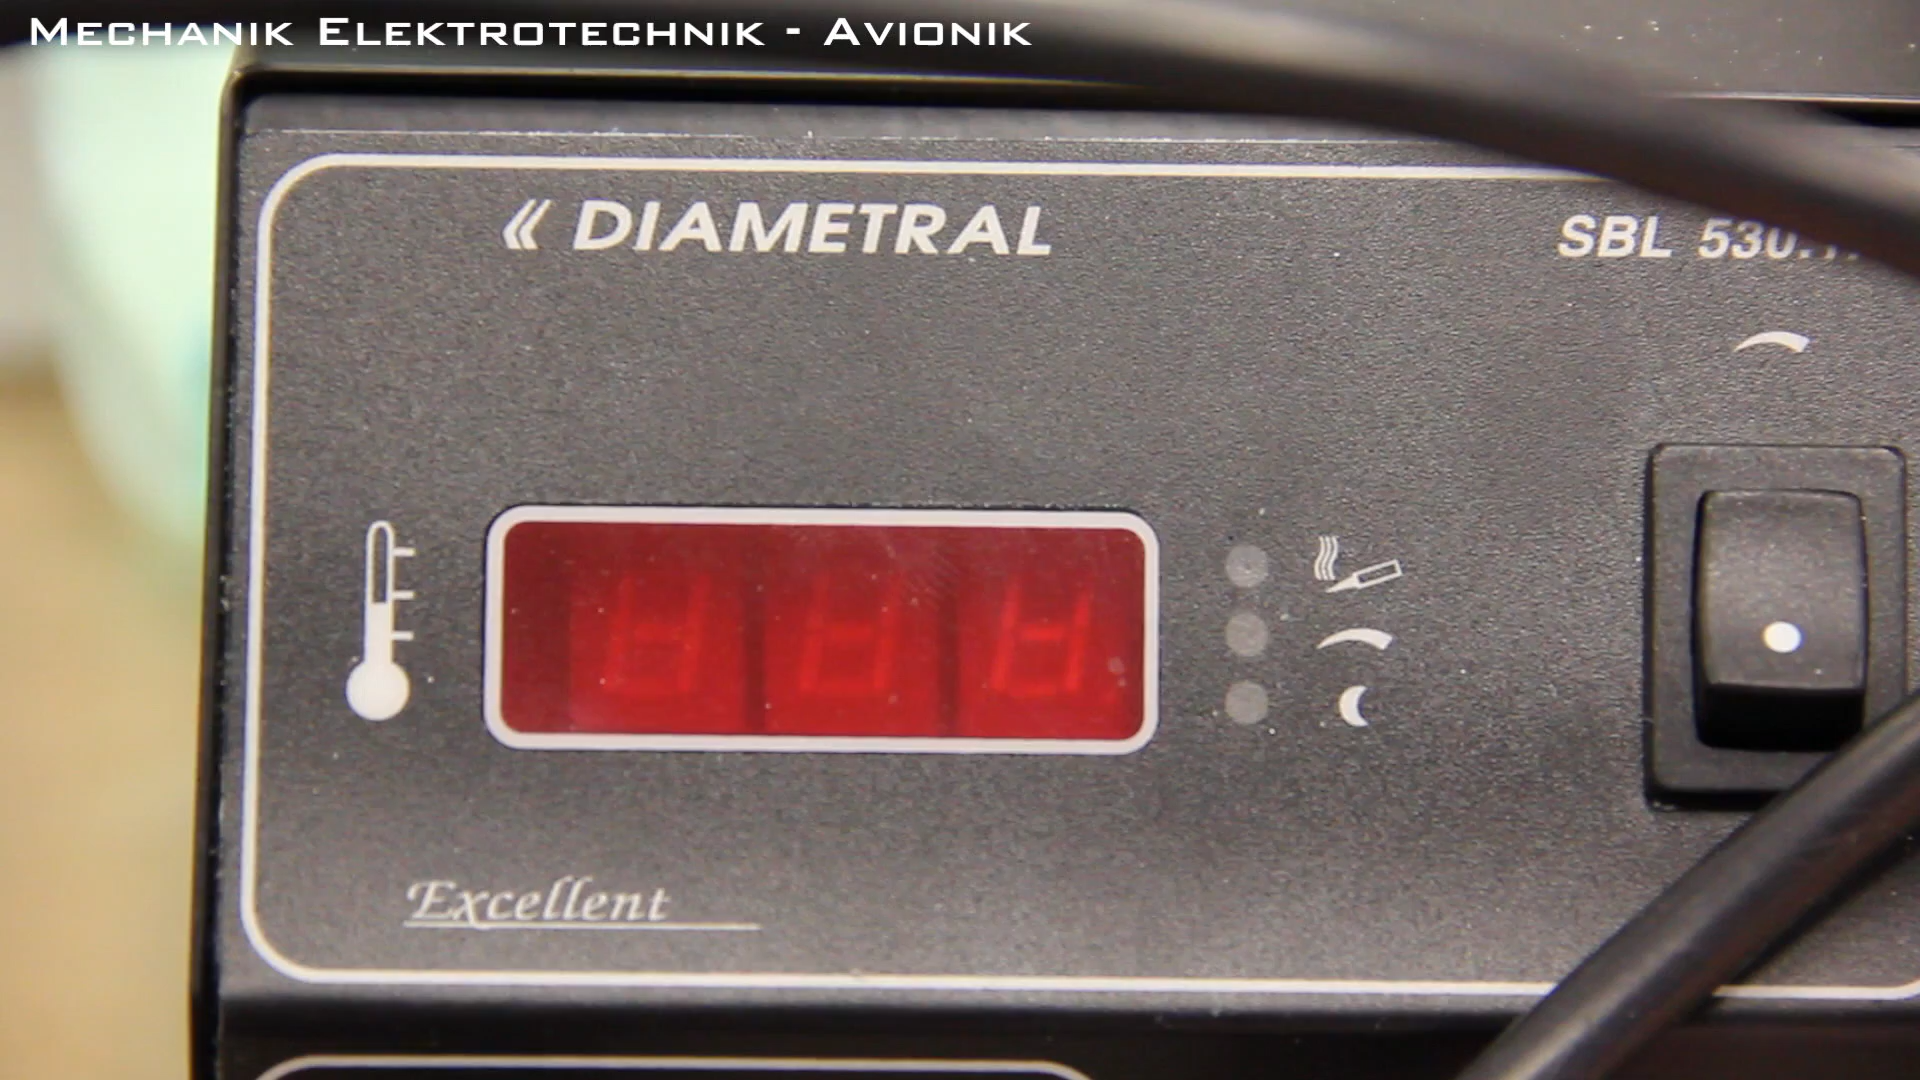 MECHANIK ELEKTROTECHNIK - AVIONIK
DIAMETRAL
SBL 530.
Excellent